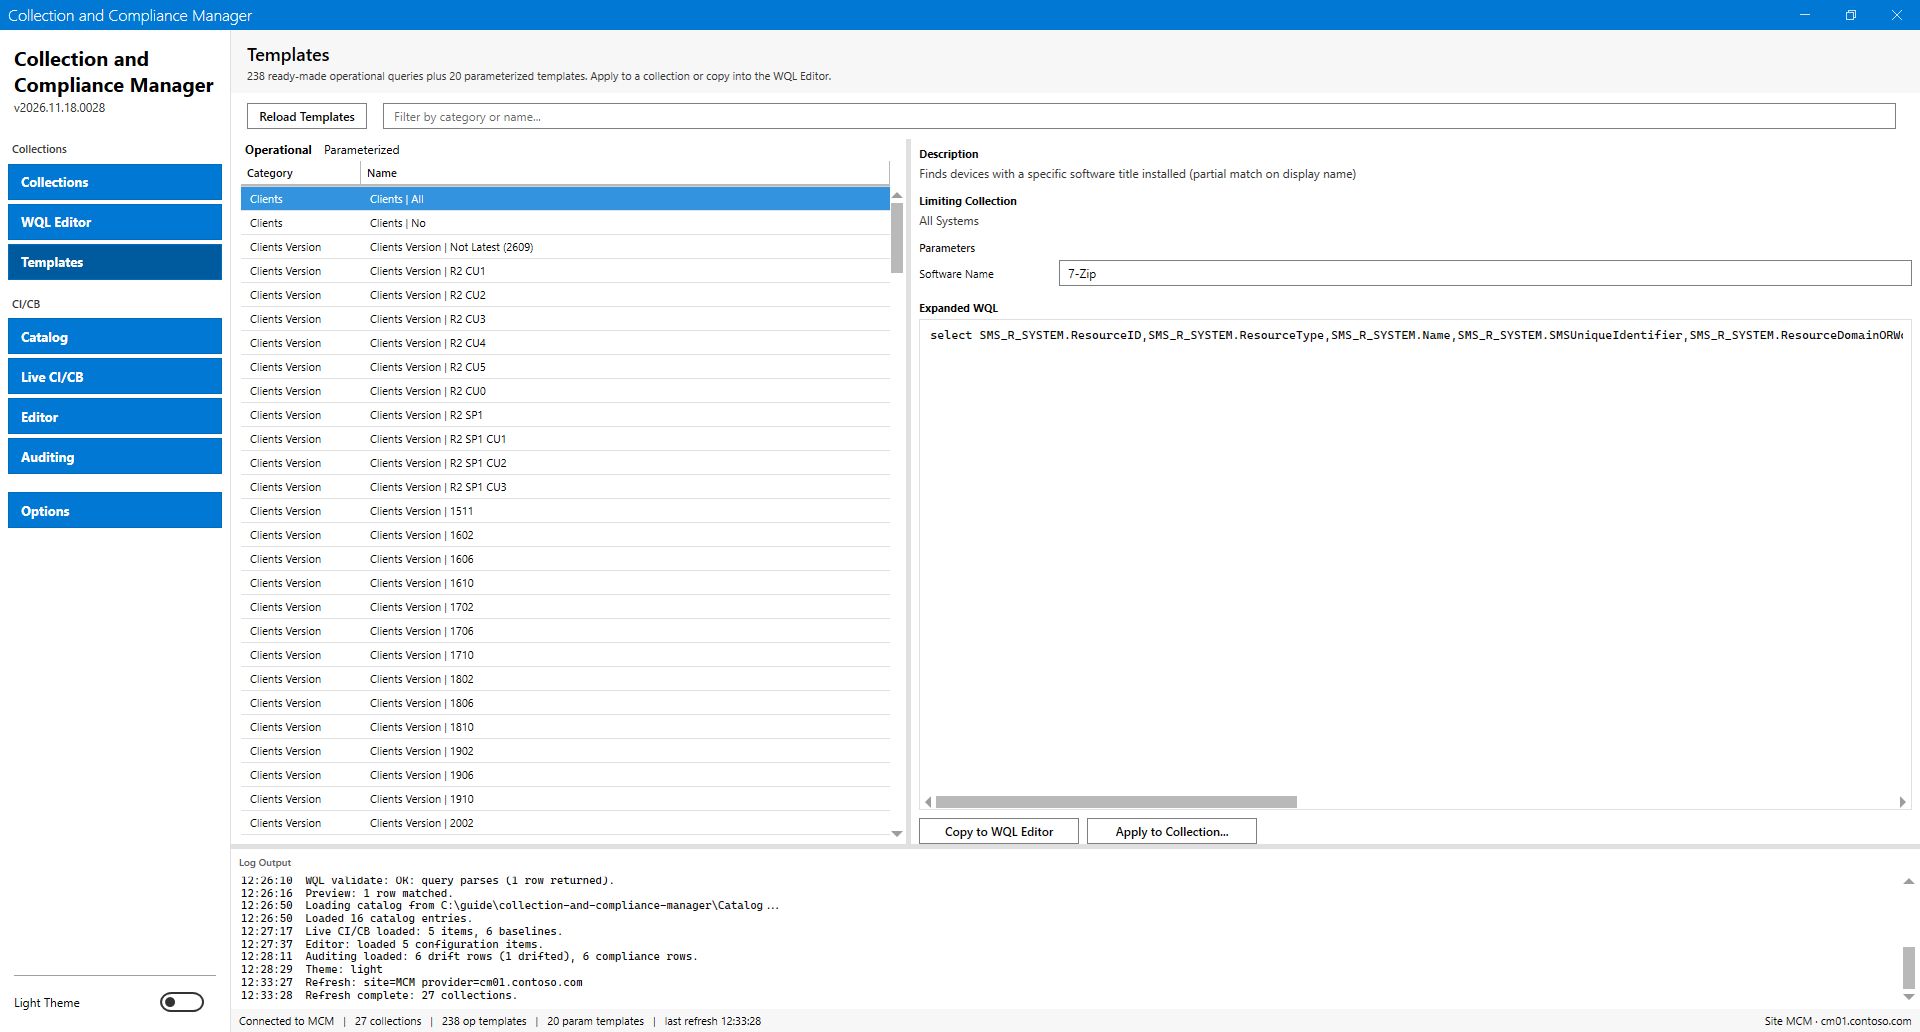 Collection and Compliance Manager
Collection and
Compliance Manager
v2026.11.18.0028
Collections
Collections
WQL Editor
Templates
CI/CB
Catalog
Live CI/CB
Editor
Auditing
Options
Light Theme
Templates
238 ready-made operational queries plus 20 parameterized templates. Apply to a collection or copy into the WQL Editor.
Reload Templates
Filter by category or name...
Operational Parameterized
Category Name
Clients Clients | All
Clients Clients | No
Clients Version Clients Version | Not Latest (2609)
Clients Version Clients Version | R2 CU1
Clients Version Clients Version | R2 CU2
Clients Version Clients Version | R2 CU3
Clients Version Clients Version | R2 CU4
Clients Version Clients Version | R2 CU5
Clients Version Clients Version | R2 CU0
Clients Version Clients Version | R2 SP1
Clients Version Clients Version | R2 SP1 CU1
Clients Version Clients Version | R2 SP1 CU2
Clients Version Clients Version | R2 SP1 CU3
Clients Version Clients Version | 1511
Clients Version Clients Version | 1602
Clients Version Clients Version | 1606
Clients Version Clients Version | 1610
Clients Version Clients Version | 1702
Clients Version Clients Version | 1706
Clients Version Clients Version | 1710
Clients Version Clients Version | 1802
Clients Version Clients Version | 1806
Clients Version Clients Version | 1810
Clients Version Clients Version | 1902
Clients Version Clients Version | 1906
Clients Version Clients Version | 1910
Clients Version Clients Version | 2002
Description
Finds devices with a specific software title installed (partial match on display name)
Limiting Collection
All Systems
Parameters
Software Name 7-Zip
Expanded WQL
select SMS_R_SYSTEM.ResourceID,SMS_R_SYSTEM.ResourceType,SMS_R_SYSTEM.Name,SMS_R_SYSTEM.SMSUniqueIdentifier,SMS_R_SYSTEM.ResourceDomainORW
Copy to WQL Editor Apply to Collection...
Log Output
12:26:10 WQL validate: OK: query parses (1 row returned).
12:26:16 Preview: 1 row matched.
12:26:50 Loading catalog from C:\guide\collection-and-compliance-manager\Catalog...
12:26:50 Loaded 16 catalog entries.
12:27:17 Live CI/CB loaded: 5 items, 6 baselines.
12:27:37 Editor: loaded 5 configuration items.
12:28:11 Auditing loaded: 6 drift rows (1 drifted), 6 compliance rows.
12:28:29 Theme: light
12:33:27 Refresh: site=MCM provider=cm01.contoso.com
12:33:28 Refresh complete: 27 collections.
Connected to MCM | 27 collections | 238 op templates | 20 param templates | last refresh 12:33:28
Site MCM · cm01.contoso.com